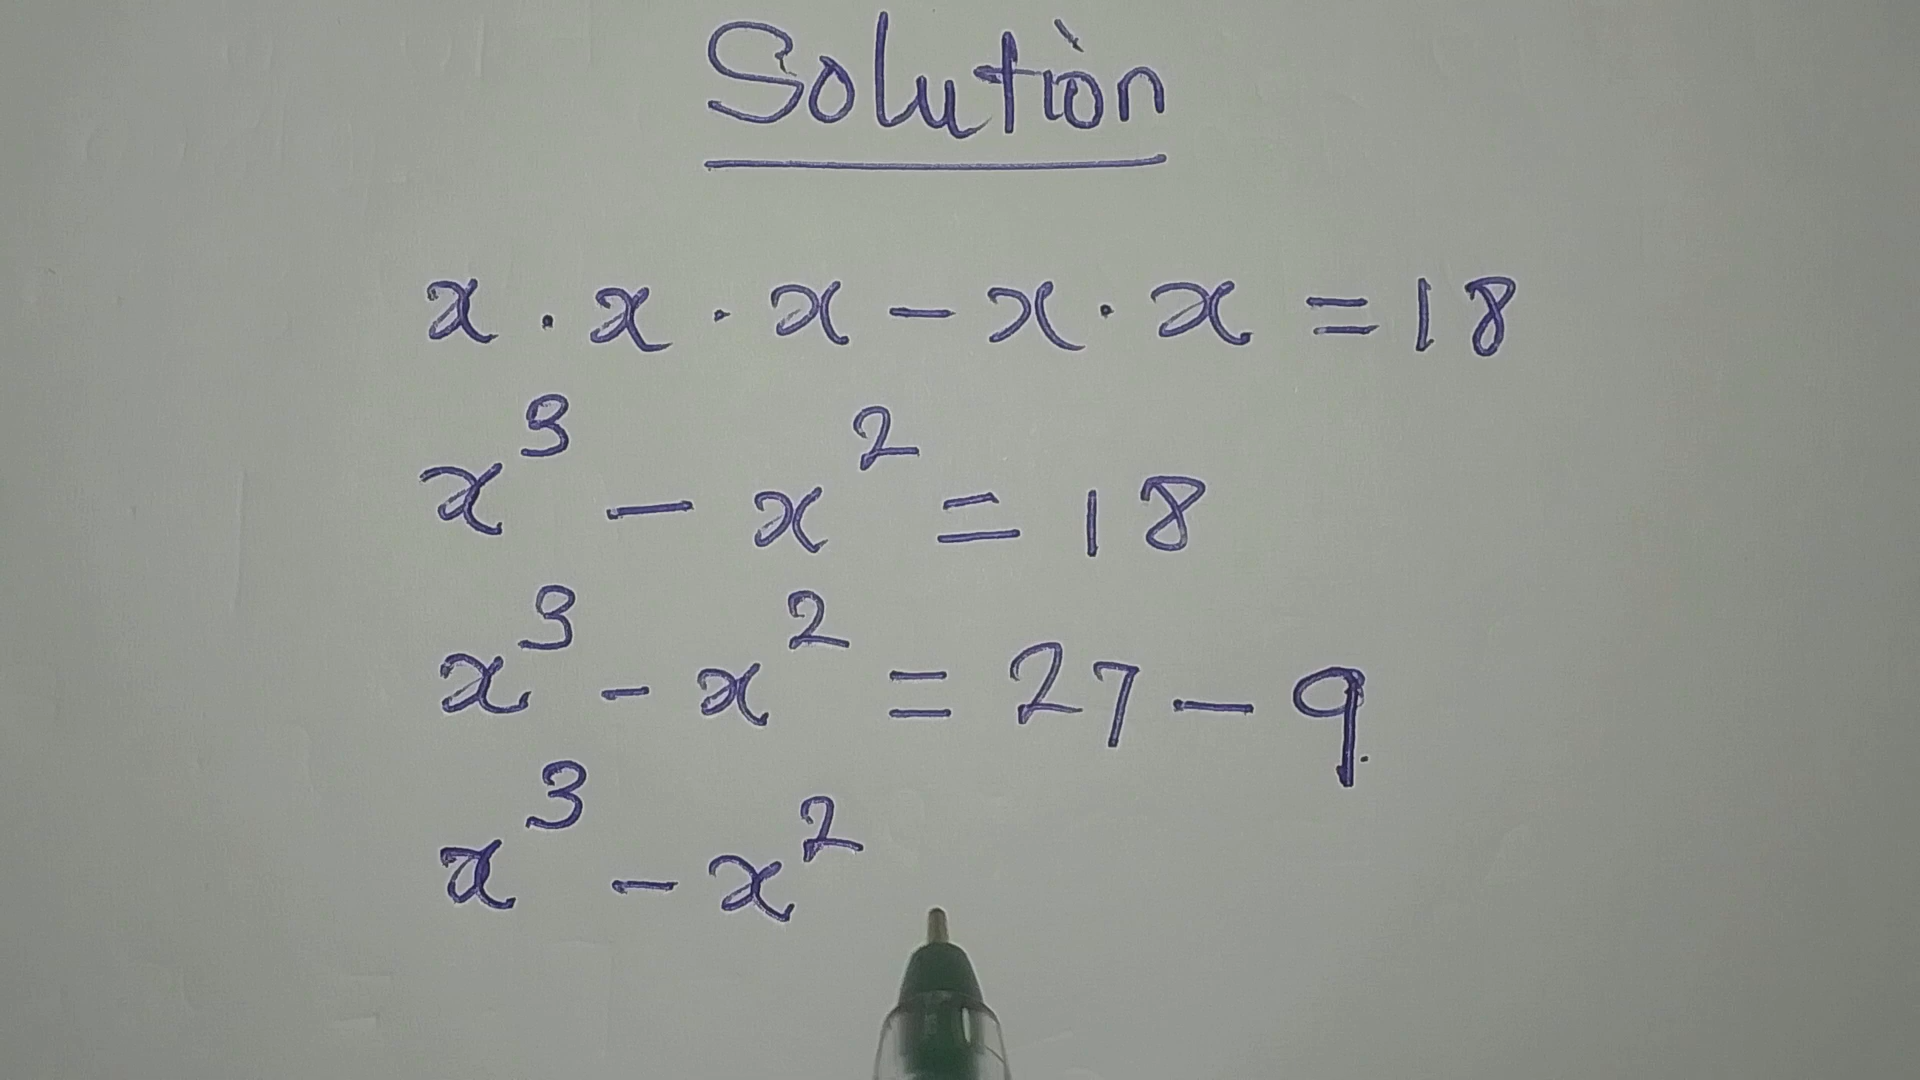 Solution
x . x . x - x . x = 18
x³ - x² = 18
x³ - x² = 27 - 9
x³ - x²